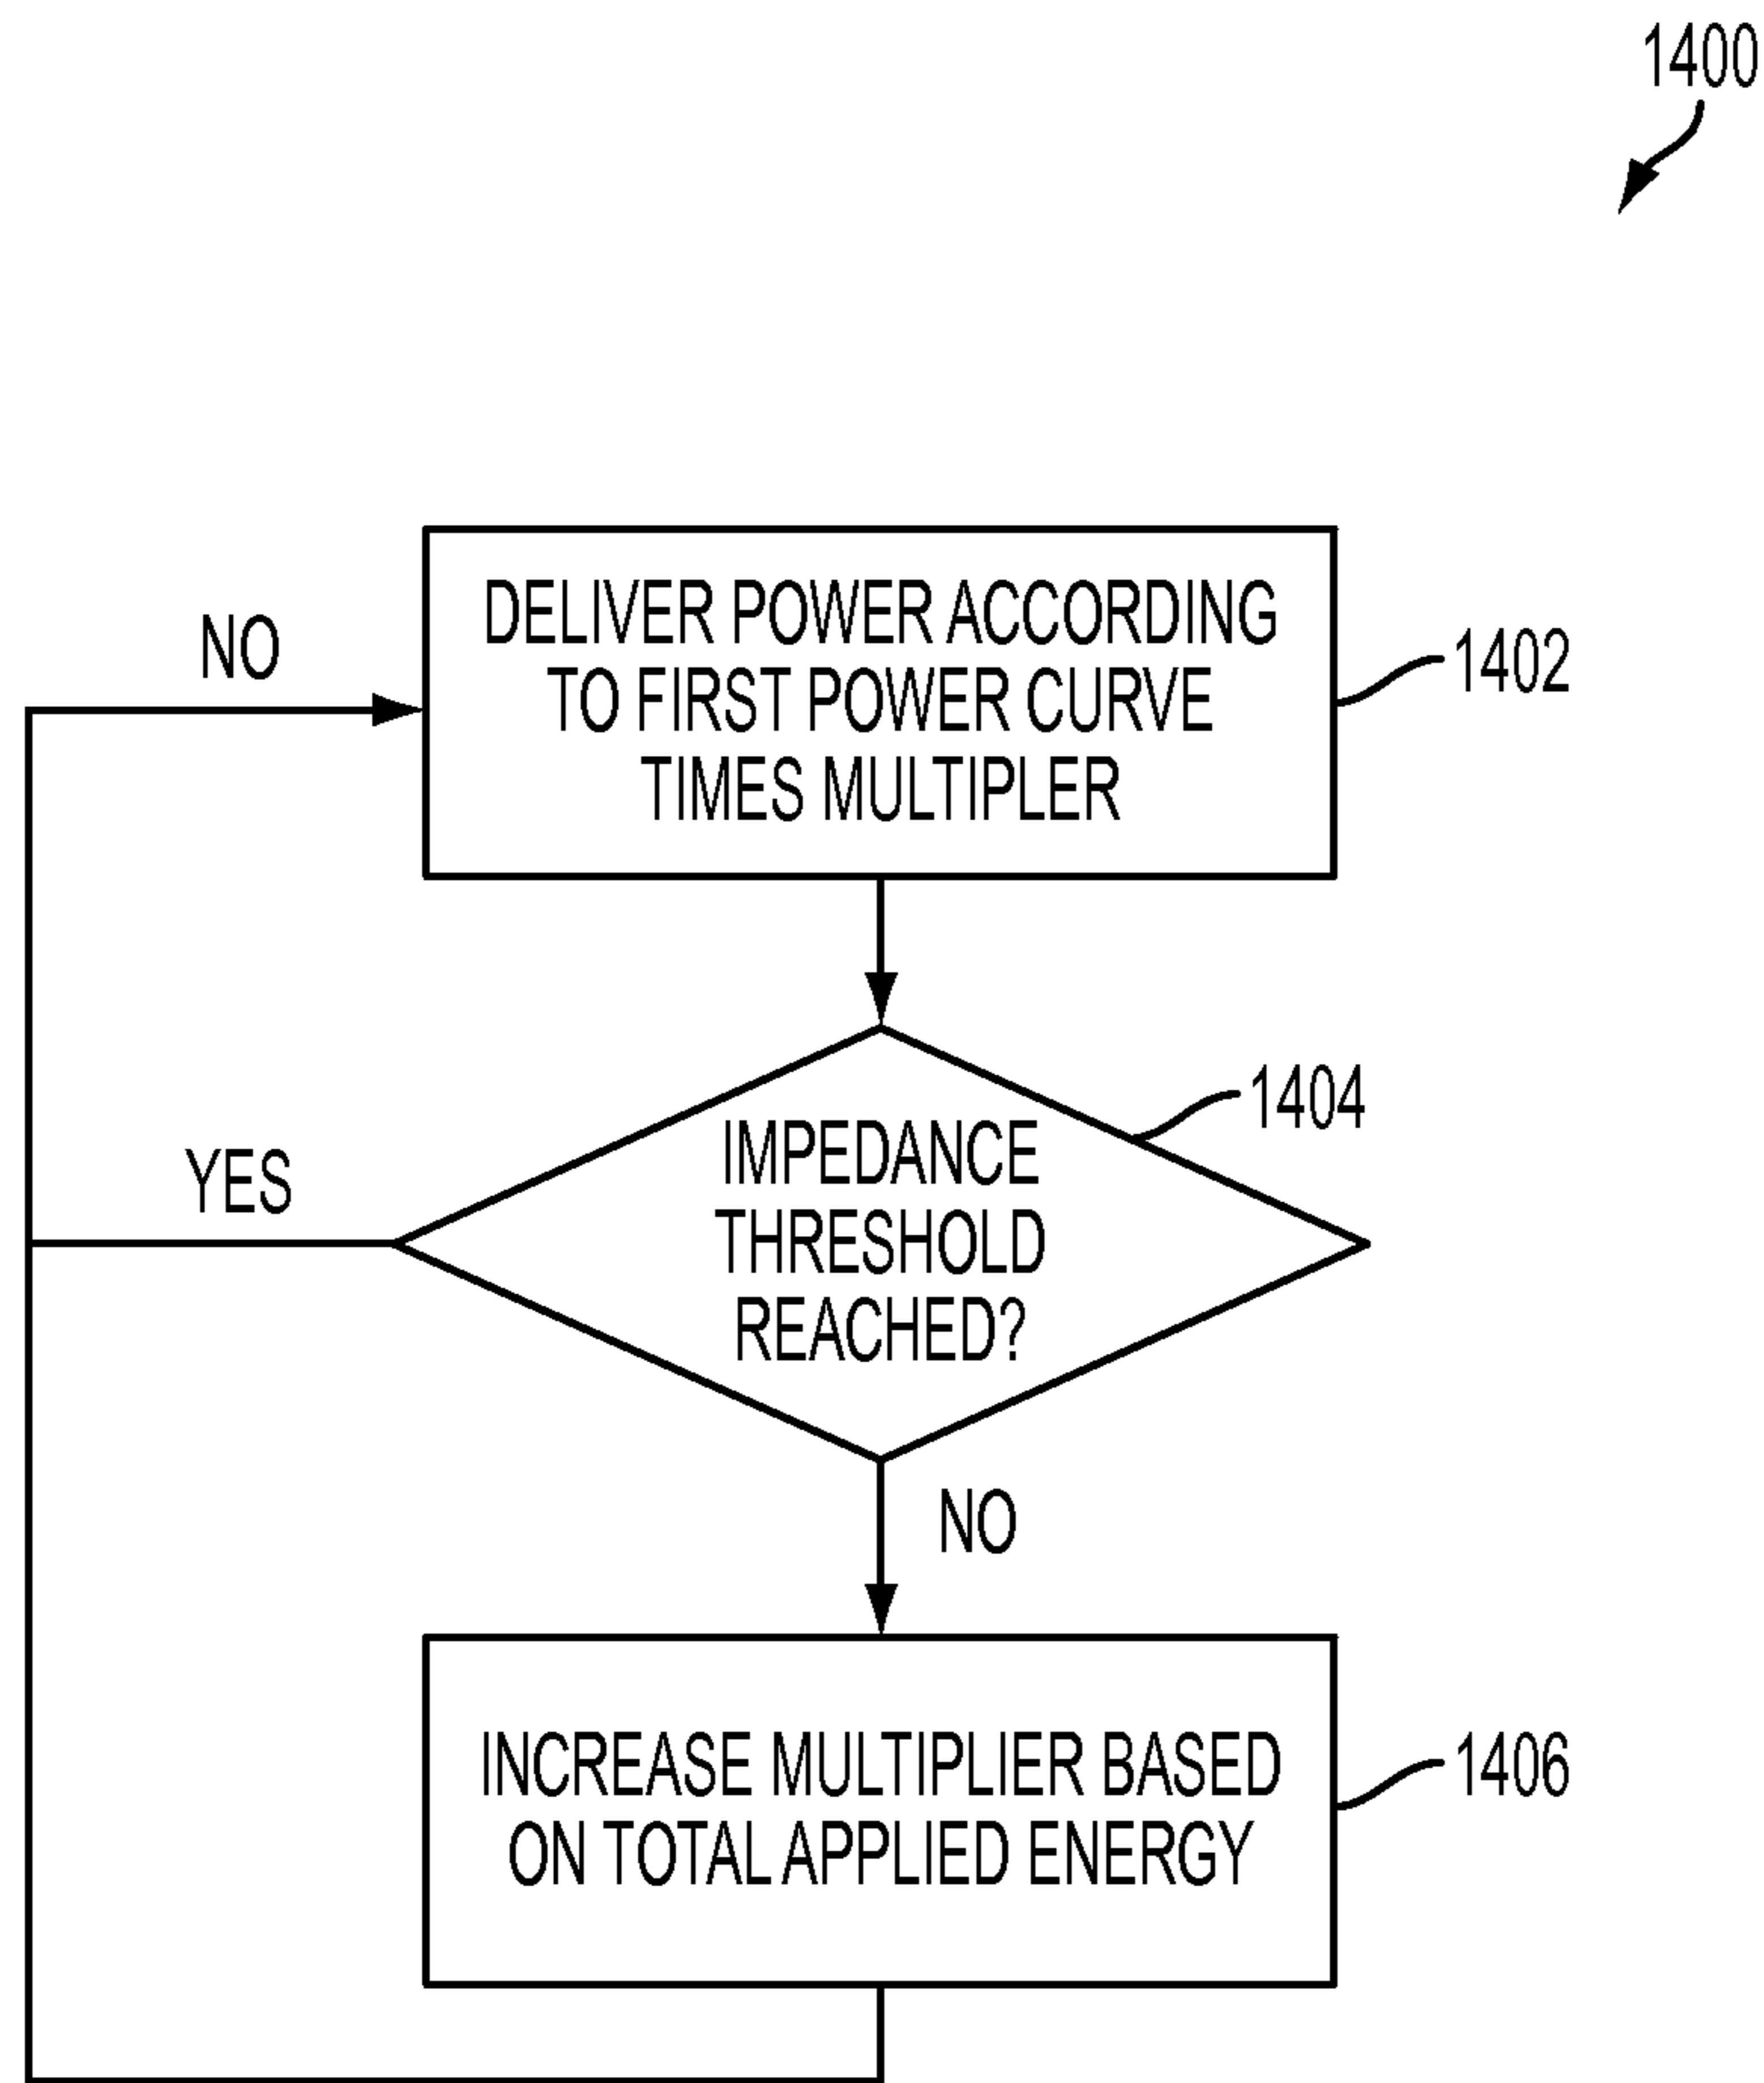 1400
NO
DELIVER POWER ACCORDING
TO FIRST POWER CURVE
TIMES MULTIPLER
1402
1404
IMPEDANCE
THRESHOLD
REACHED?
YES
NO
INCREASE MULTIPLIER BASED
ON TOTAL APPLIED ENERGY
1406